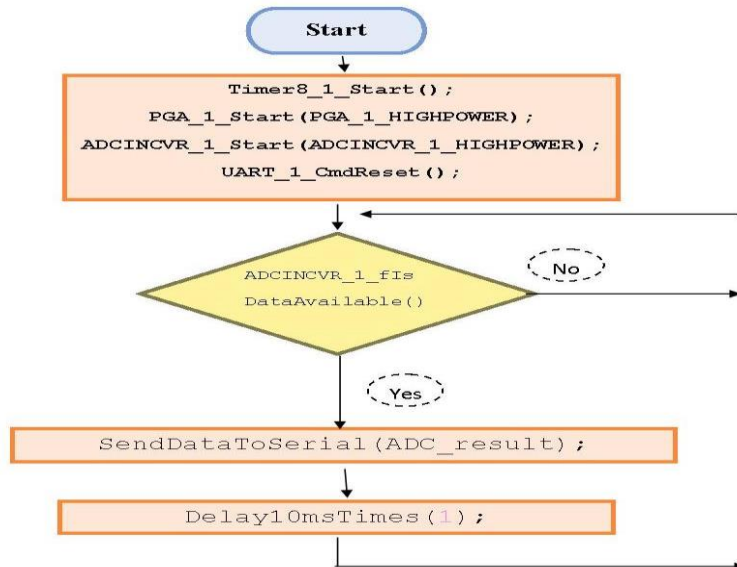 Start
Timer8_1_Start();
PGA_1_Start(PGA_1_HIGHPOWER);
ADCINCVR_1_Start(ADCINCVR_1_HIGHPOWER);
UART_1_CmdReset();
ADCINCVR_1_fIs
DataAvailable()
No
Yes
SendDataToSerial(ADC_result);
Delay10msTimes(1);